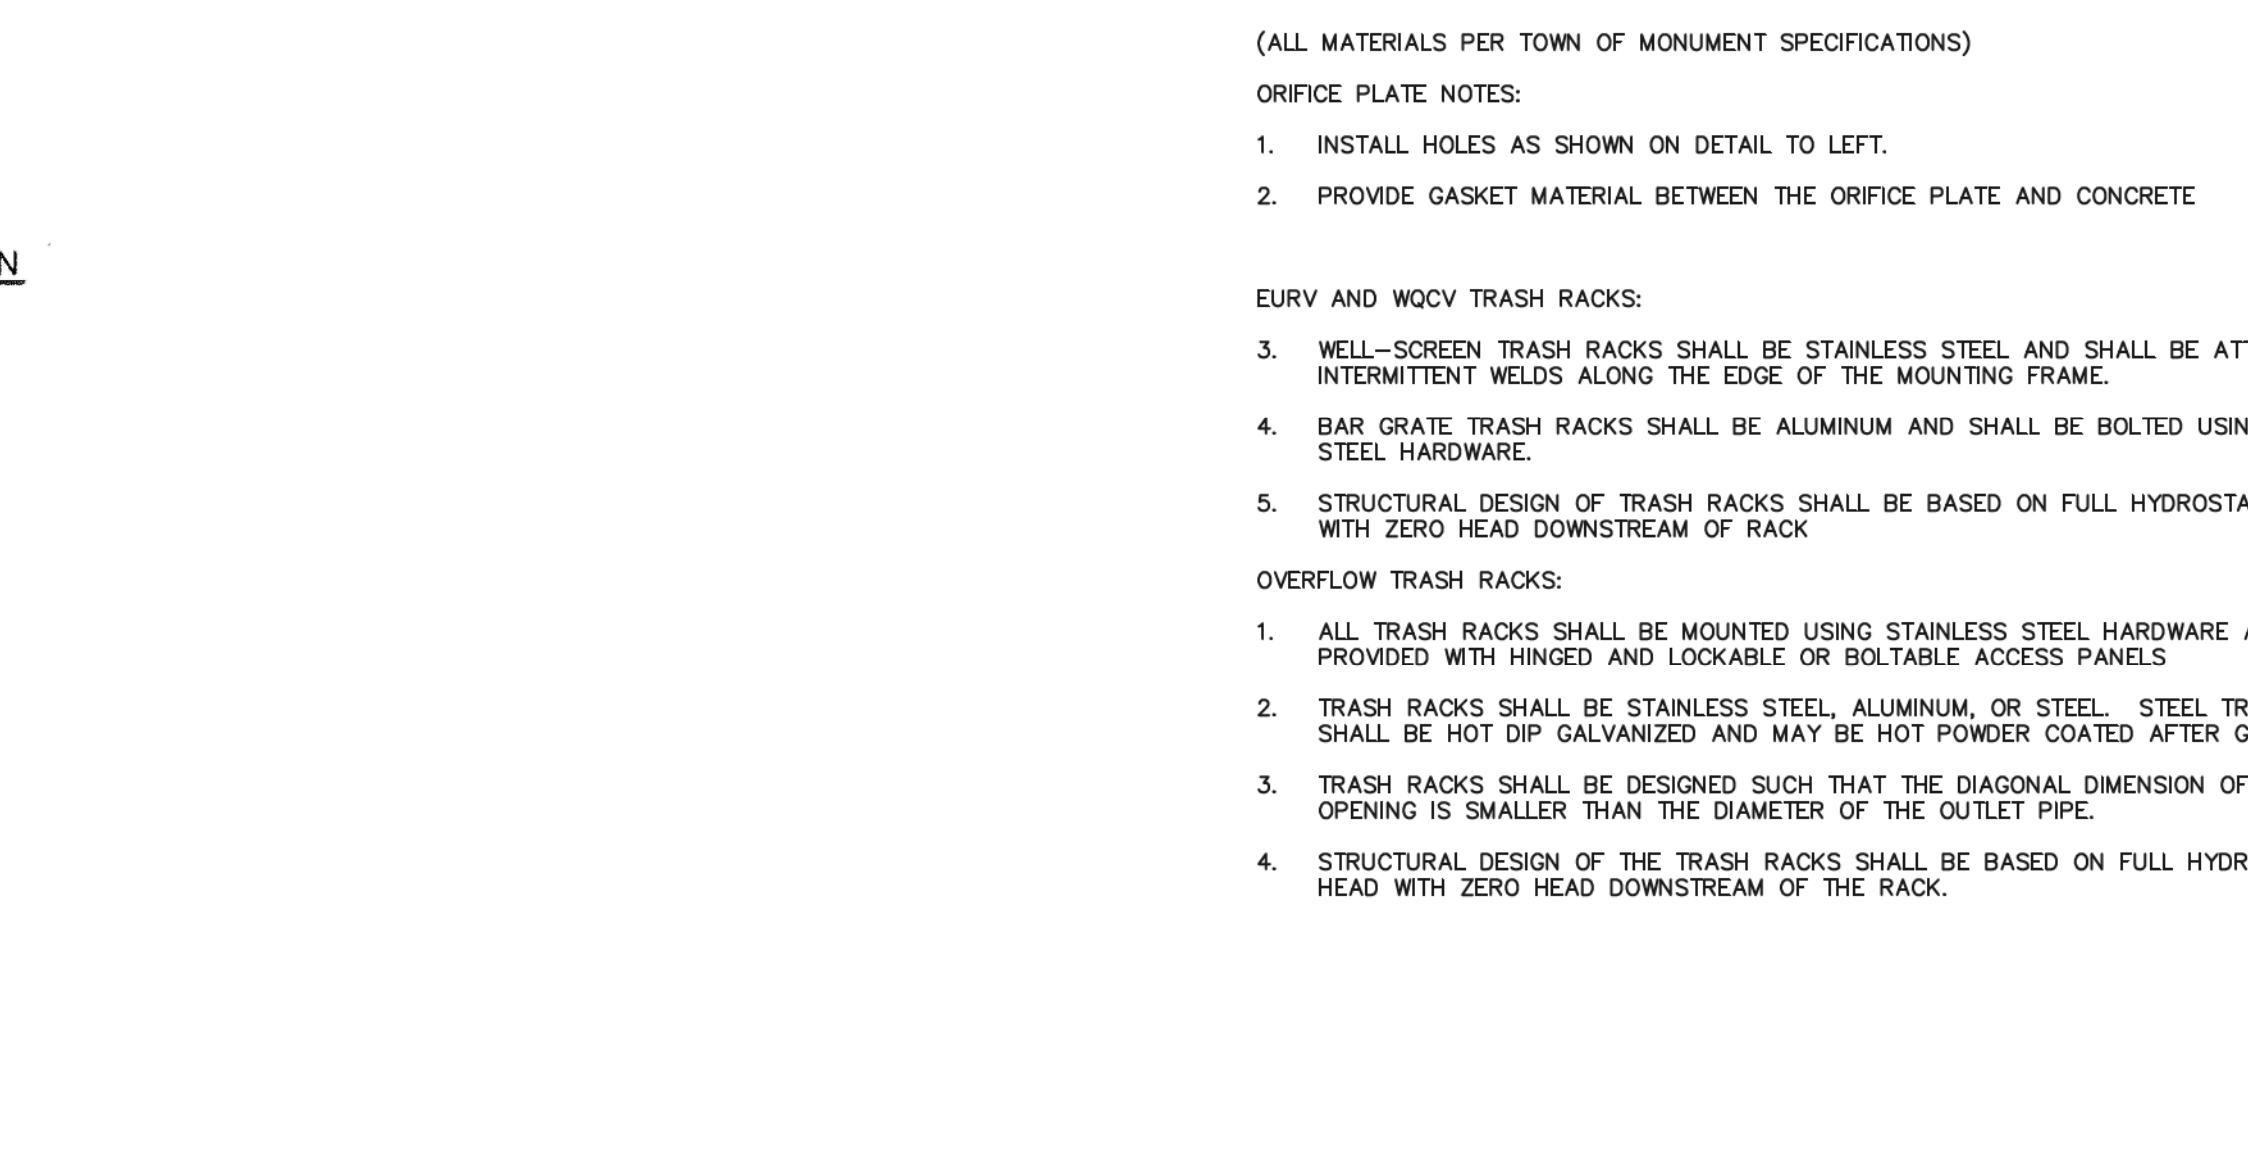 (ALL MATERIALS PER TOWN OF MONUMENT SPECIFICATIONS)
ORIFICE PLATE NOTES:
1. INSTALL HOLES AS SHOWN ON DETAIL TO LEFT.
2. PROVIDE GASKET MATERIAL BETWEEN THE ORIFICE PLATE AND CONCRETE
N
EURV AND WQCV TRASH RACKS:
3. WELL-SCREEN TRASH RACKS SHALL BE STAINLESS STEEL AND SHALL BE
INTERMITTENT WELDS ALONG THE EDGE OF THE MOUNTING FRAME.
4. BAR GRATE TRASH RACKS SHALL BE ALUMINUM AND SHALL BE BOLTED
STEEL HARDWARE.
5. STRUCTURAL DESIGN OF TRASH RACKS SHALL BE BASED ON FULL
WITH ZERO HEAD DOWNSTREAM OF RACK
OVERFLOW TRASH RACKS:
1. ALL TRASH RACKS SHALL BE MOUNTED USING STAINLESS STEEL HARDWARE
PROVIDED WITH HINGED AND LOCKABLE OR BOLTABLE ACCESS PANELS
2. TRASH RACKS SHALL BE STAINLESS STEEL, ALUMINUM, OR STEEL. STEEL
SHALL BE HOT DIP GALVANIZED AND MAY BE HOT POWDER COATED AFTER
3. TRASH RACKS SHALL BE DESIGNED SUCH THAT THE DIAGONAL DIMENSION OF
OPENING IS SMALLER THAN THE DIAMETER OF THE OUTLET PIPE.
4. STRUCTURAL DESIGN OF THE TRASH RACKS SHALL BE BASED ON FULL
HEAD WITH ZERO HEAD DOWNSTREAM OF THE RACK.